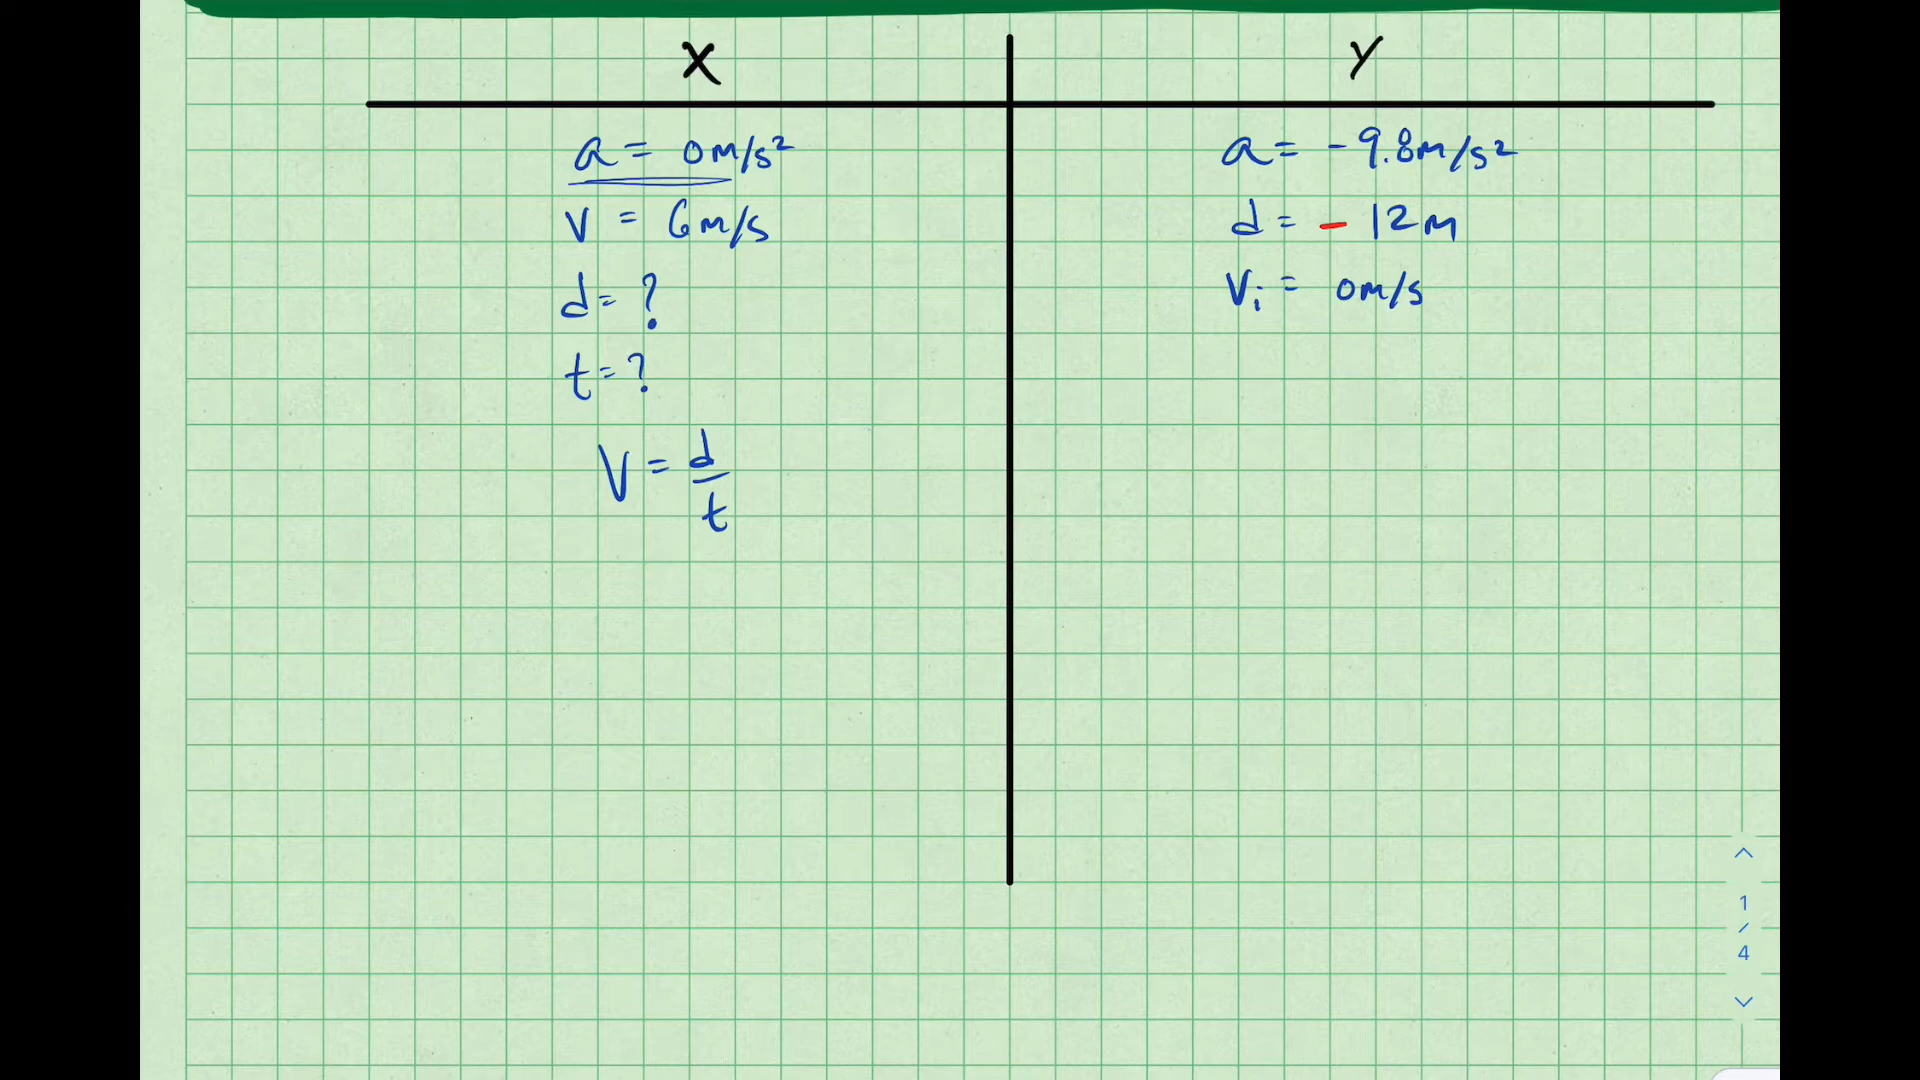 X
a = 0m/s²
v = 6m/s
d = ?
t = ?
V = d/t
y
a = -9.8m/s²
d = - 12m
Vi = 0m/s
1
/
4